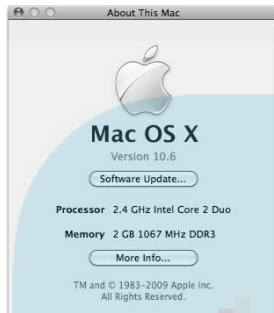 About This Mac
Mac OS X
Version 10.6
Software Update...
Processor 2.4 GHz Intel Core 2 Duo
Memory 2 GB 1067 MHz DDR3
More Info...
TM and © 1983-2009 Apple Inc.
All Rights Reserved.